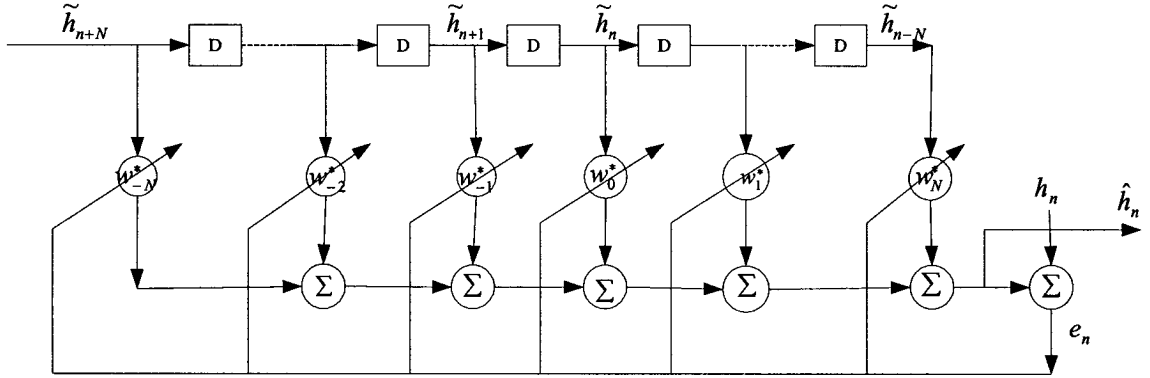 h̃ₙ₊N h̃ₙ₊₁ h̃ₙ h̃ₙ₋N
D D D D D
w*₋N w*₋₂ w*₋₁ w*₀ w*₁ w*N
hₙ ĥₙ
Σ Σ Σ Σ Σ Σ
eₙ